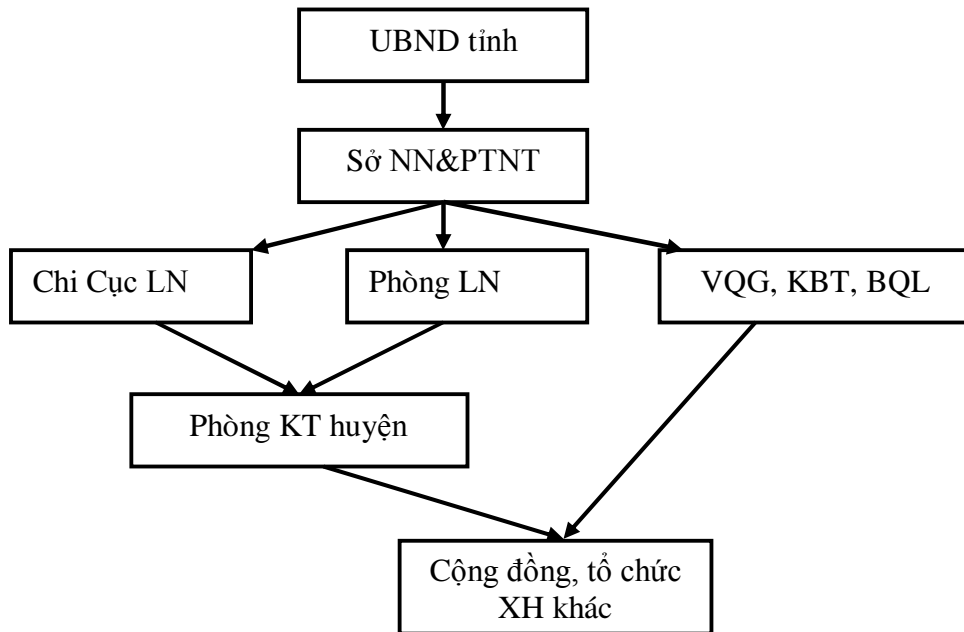 UBND tỉnh
Sở NN&PTNT
Chi Cục LN
Phòng LN
VQG, KBT, BQL
Phòng KT huyện
Cộng đồng, tổ chức
XH khác